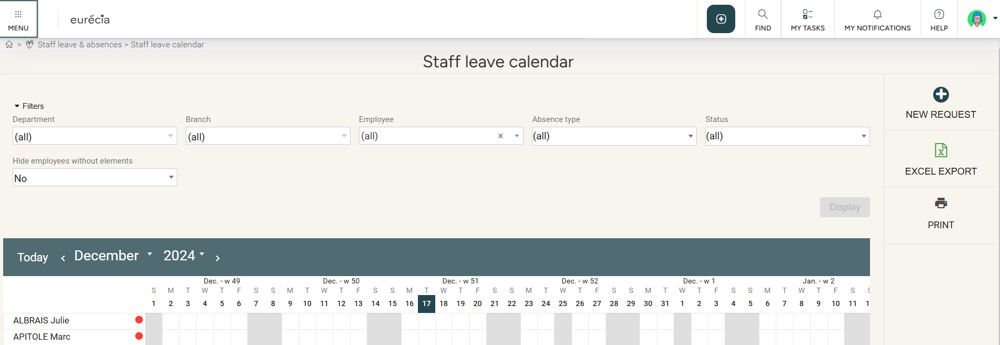 MENU
eurécia
FIND
MY TASKS
MY NOTIFICATIONS
HELP
> Staff leave & absences > Staff leave calendar
Staff leave calendar
Filters
Department
Branch
Employee
Absence type
Status
(all)
(all)
(all) ×
(all)
(all)
Hide employees without elements
No
Display
NEW REQUEST
EXCEL EXPORT
PRINT
Today ‹ December 2024 ›
Dec. - w 49 Dec. - w 50 Dec. - w 51 Dec. - w 52 Dec. - w 1 Jan. - w 2
S M T W T F S S M T W T F S S M T W T F S S M T W T F S S M T W T F S S M T W T F S
1 2 3 4 5 6 7 8 9 10 11 12 13 14 15 16 17 18 19 20 21 22 23 24 25 26 27 28 29 30 31 1 2 3 4 5 6 7 8 9 10 11
ALBRAIS Julie
APITOLE Marc